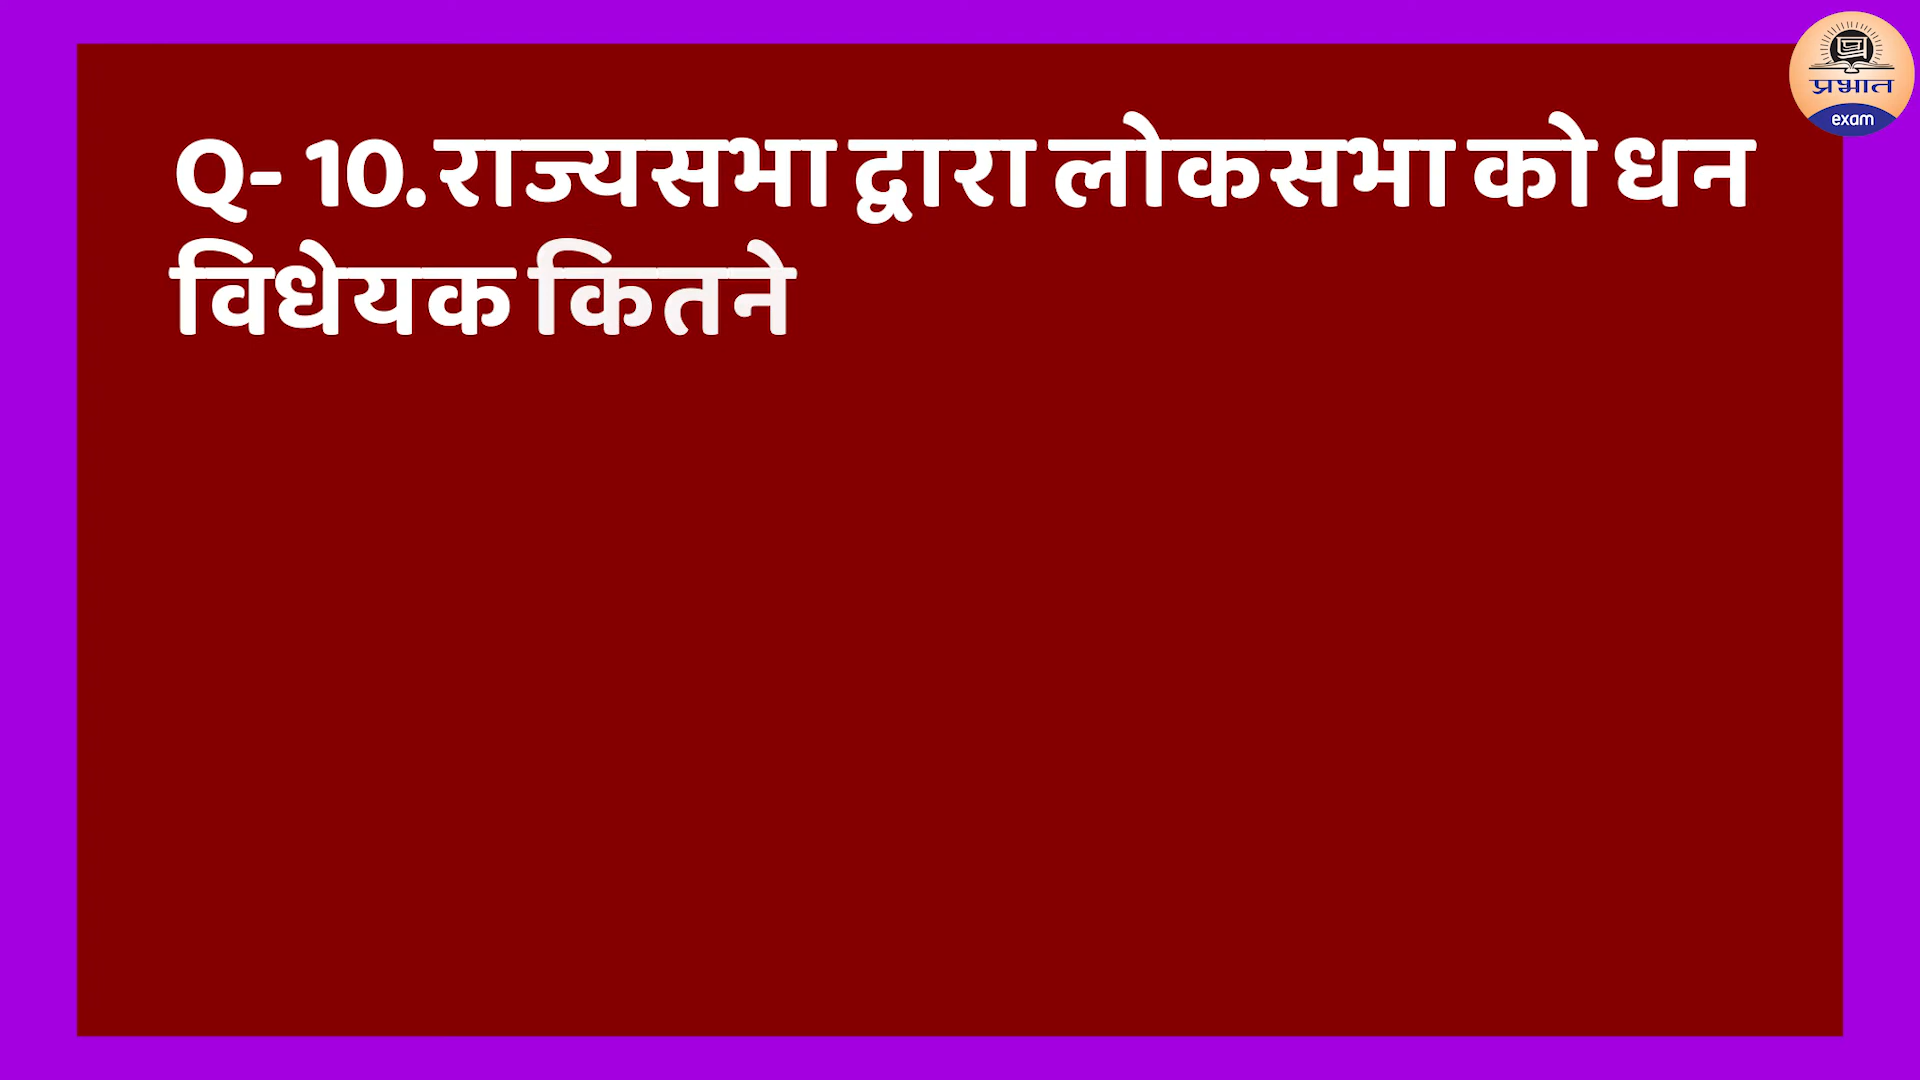 प्रभात
exam
Q- 10. राज्यसभा द्वारा लोकसभा को धन
विधेयक कितने